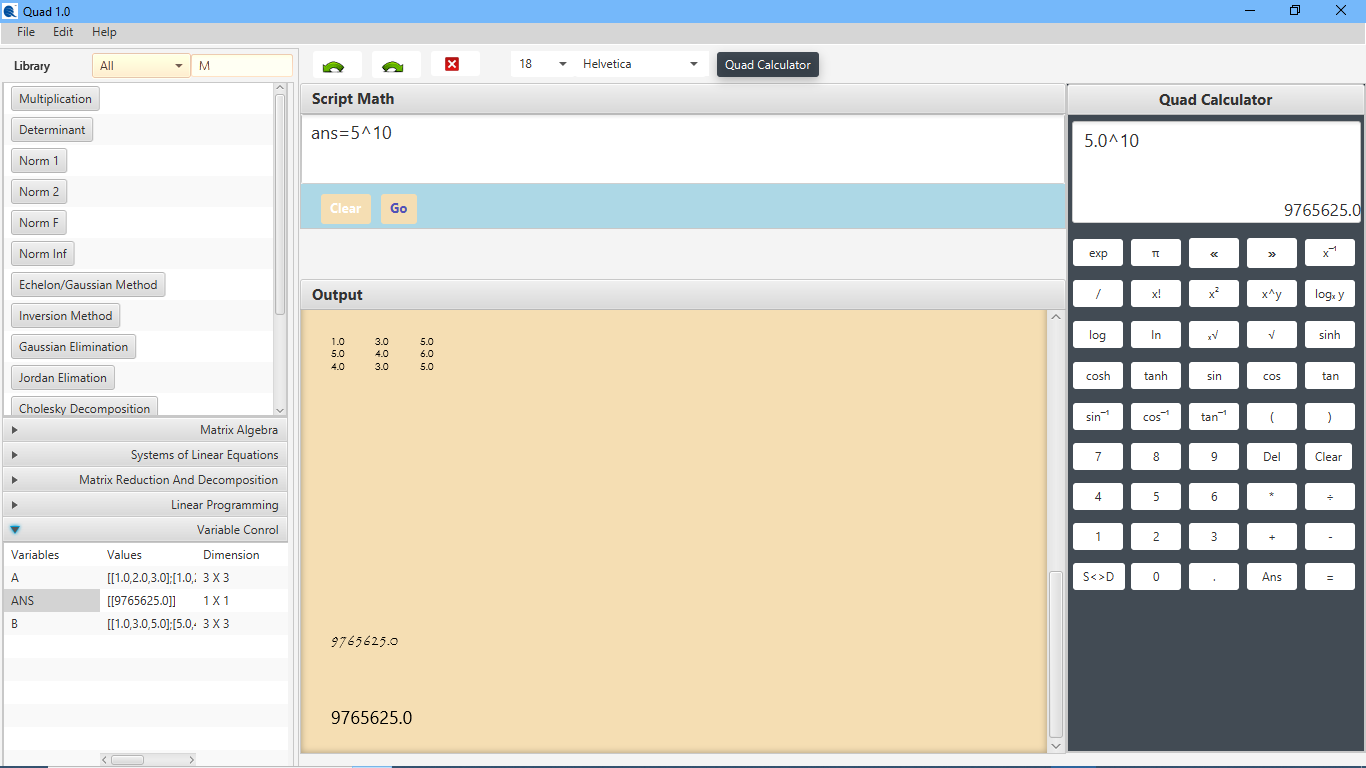 Quad 1.0
File Edit Help
Library All M
18 Helvetica Quad Calculator
Multiplication
Determinant
Norm 1
Norm 2
Norm F
Norm Inf
Echelon/Gaussian Method
Inversion Method
Gaussian Elimination
Jordan Elimation
Cholesky Decomposition
Matrix Algebra
Systems of Linear Equations
Matrix Reduction And Decomposition
Linear Programming
Variable Conrol
Variables Values Dimension
A [[1.0,2.0,3.0];[1.0,2 3 X 3
ANS [[9765625.0]] 1 X 1
B [[1.0,3.0,5.0];[5.0,4 3 X 3
Script Math
ans=5^10
Clear Go
Output
1.0 3.0 5.0
5.0 4.0 6.0
4.0 3.0 5.0
9765625.0
9765625.0
Quad Calculator
5.0^10
9765625.0
exp π « » x⁻¹
/ x! x² x^y logₓ y
log ln ₓ√ √ sinh
cosh tanh sin cos tan
sin⁻¹ cos⁻¹ tan⁻¹ ( )
7 8 9 Del Clear
4 5 6 * ÷
1 2 3 + -
S<>D 0 . Ans =